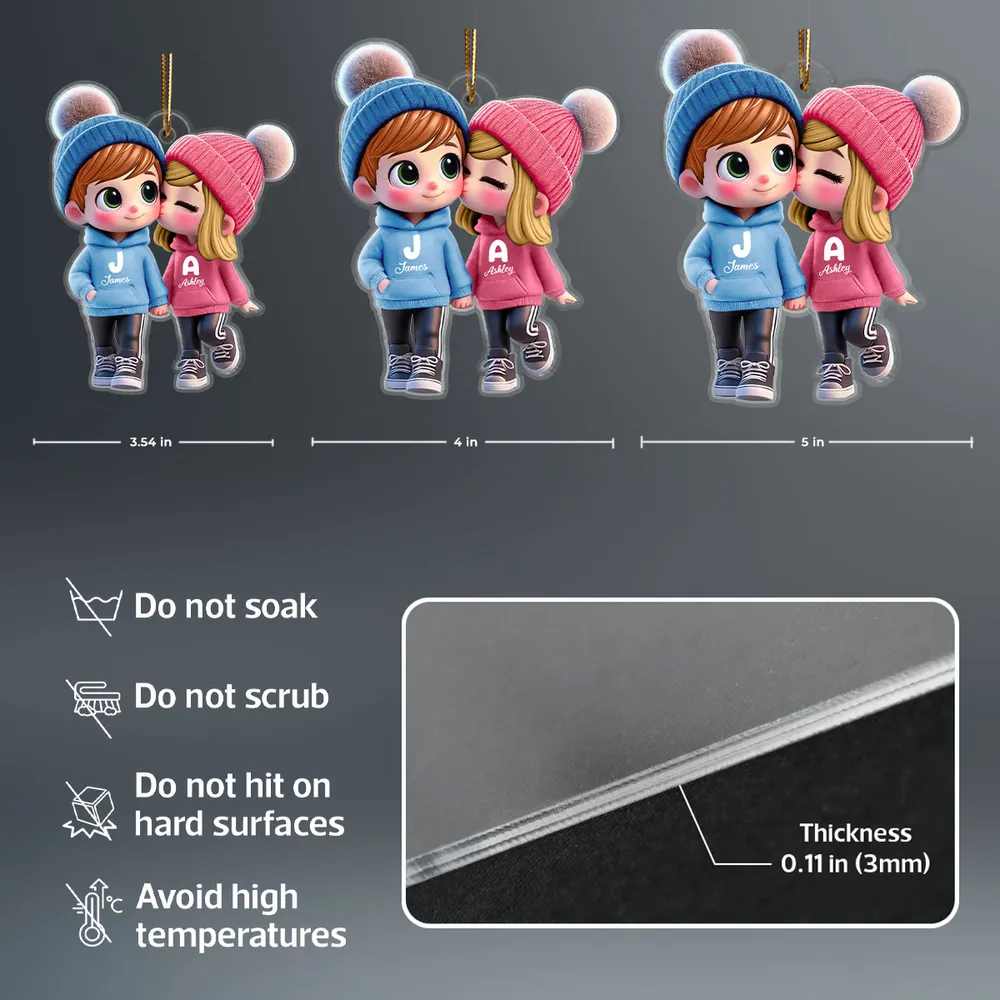 J
James
A
Ashley
J
James
A
Ashley
J
James
A
Ashley
3.54 in
4 in
5 in
Do not soak
Do not scrub
Do not hit on
hard surfaces
°C
Avoid high
temperatures
Thickness
0.11 in (3mm)